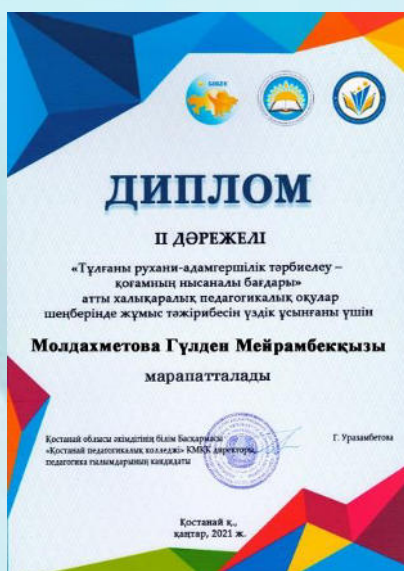 ДИПЛОМ
ІІ ДӘРЕЖЕЛІ
«Тұлғаны рухани-адамгершілік тәрбиелеу –
қоғамның нысаналы бағдары»
атты халықаралық педагогикалық оқулар
шеңберінде жұмыс тәжірибесін үздік ұсынғаны үшін
Молдахметова Гүлден Мейрамбекқызы
марапатталады
Қостанай облысы әкімдігінің білім Басқармасы
«Қостанай педагогикалық колледжі» КМҚК директоры,
педагогика ғылымдарының кандидаты
Г. Уразамбетова
Қостанай қ.,
қаңтар, 2021 ж.